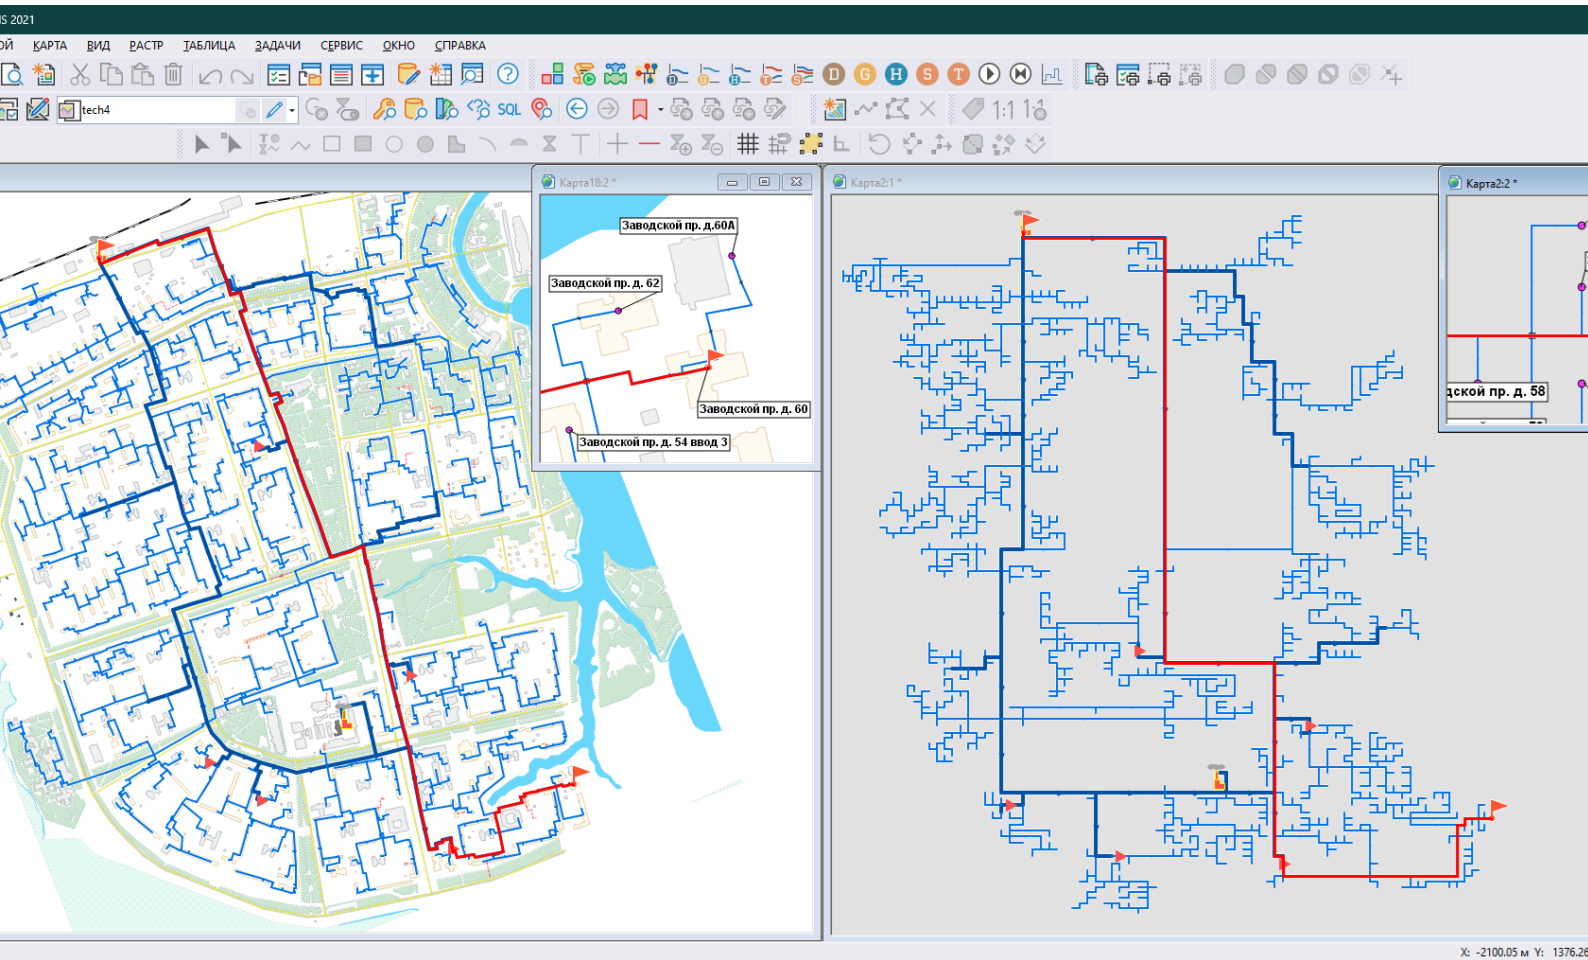 IS 2021
ОЙ КАРТА ВИД РАСТР ТАБЛИЦА ЗАДАЧИ СЕРВИС ОКНО СПРАВКА
D G H S T
D G H T S
tech4
SQL
1:1
Карта18:2 *
Карта2:1 *
Карта2:2 *
Заводской пр. д.60А
Заводской пр. д. 62
Заводской пр. д. 60
Заводской пр. д. 54 ввод 3
дской пр. д. 58
X: -2100.05 м Y: 1376.26